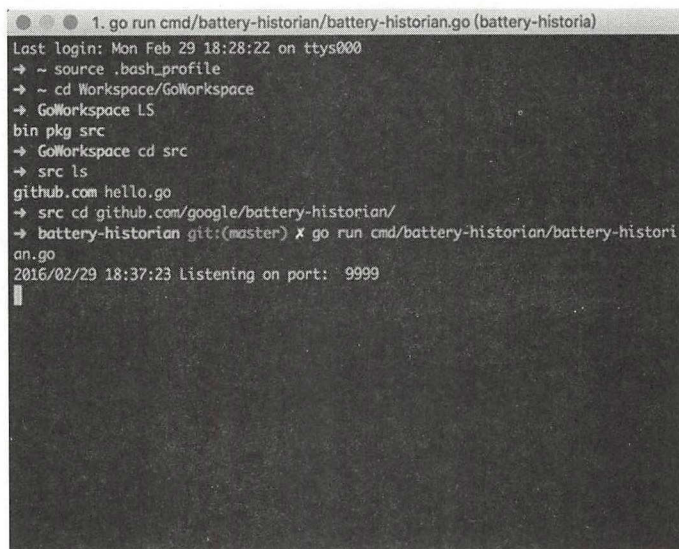 1. go run cmd/battery-historian/battery-historian.go (battery-historia)
Last login: Mon Feb 29 18:28:22 on ttys000
→ ~ source .bash_profile
→ ~ cd Workspace/GoWorkspace
→ GoWorkspace LS
bin pkg src
→ GoWorkspace cd src
→ src ls
github.com hello.go
→ src cd github.com/google/battery-historian/
→ battery-historian git:(master) ✗ go run cmd/battery-historian/battery-histori
an.go
2016/02/29 18:37:23 Listening on port:  9999